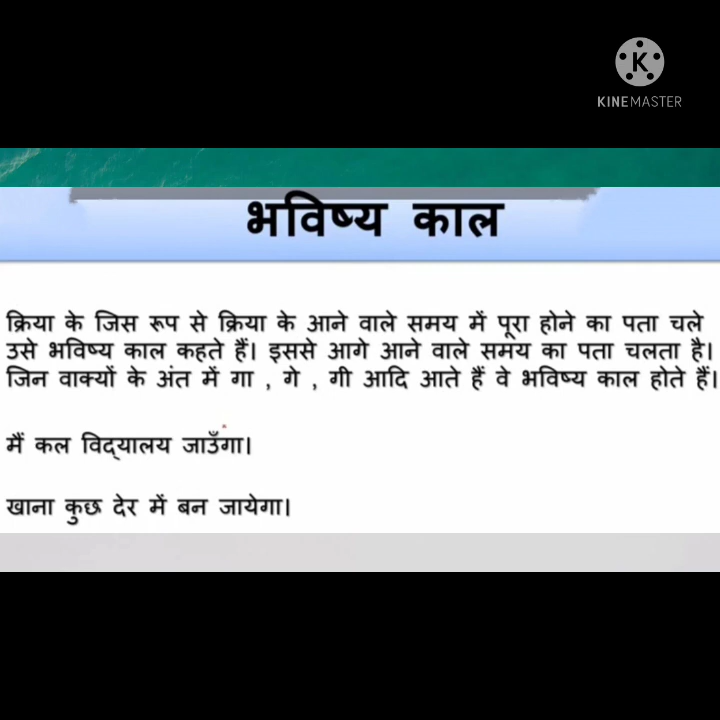 K
KINEMASTER
भविष्य काल
क्रिया के जिस रूप से क्रिया के आने वाले समय में पूरा होने का पता चले
उसे भविष्य काल कहते हैं। इससे आगे आने वाले समय का पता चलता है।
जिन वाक्यों के अंत में गा , गे , गी आदि आते हैं वे भविष्य काल होते हैं।
मैं कल विद्यालय जाउँगा।
खाना कुछ देर में बन जायेगा।